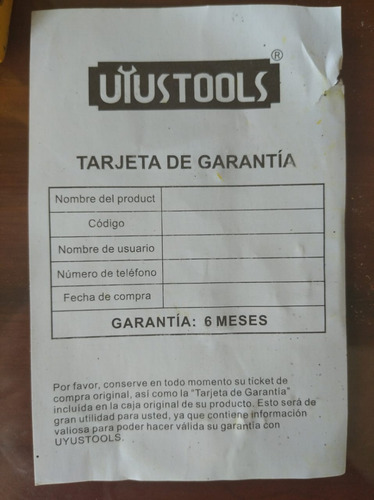 UYUSTOOLS®
TARJETA DE GARANTÍA
Nombre del product
Código
Nombre de usuario
Número de teléfono
Fecha de compra
GARANTÍA: 6 MESES
Por favor, conserve en todo momento su ticket de
compra original, así como la "Tarjeta de Garantía"
incluida en la caja original de su producto. Esto será de
gran utilidad para usted, ya que contiene información
valiosa para poder hacer válida su garantía con
UYUSTOOLS.